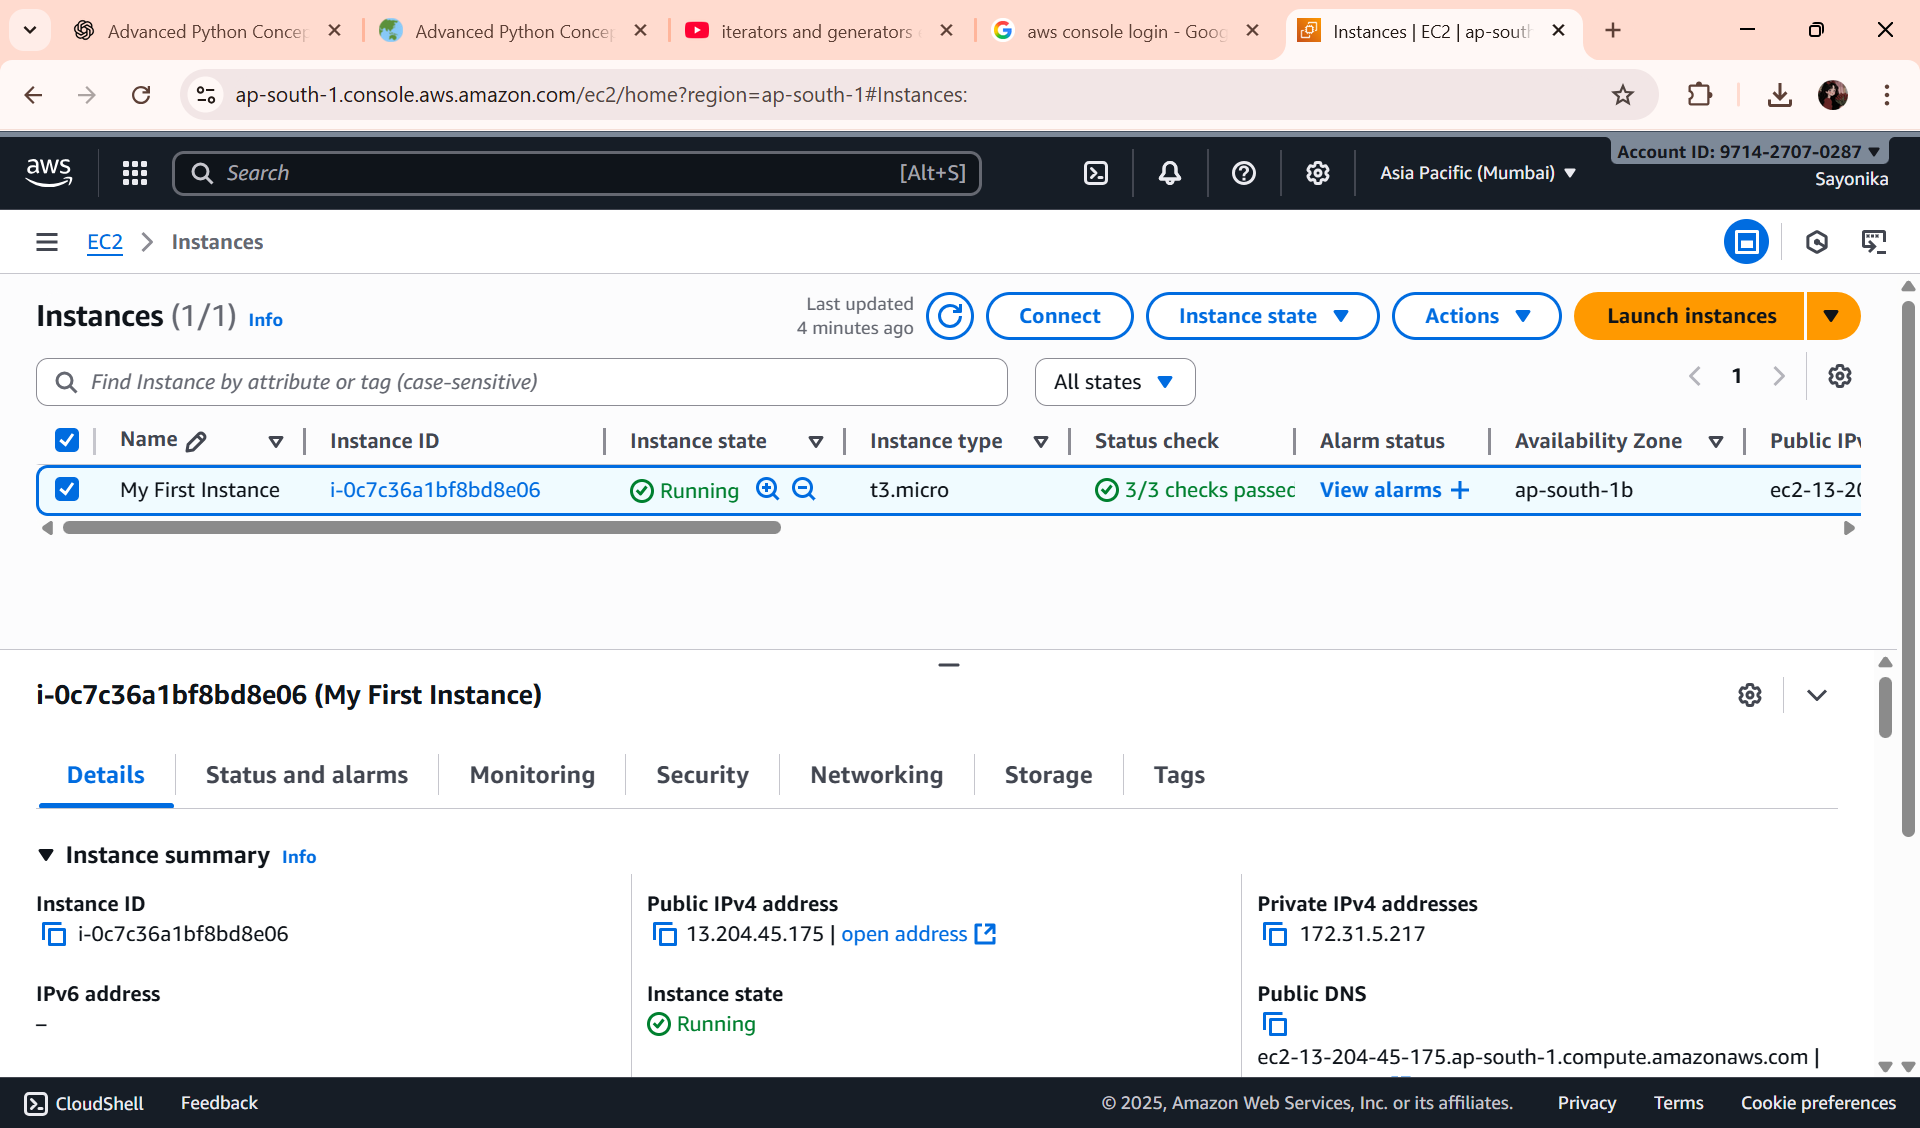 Advanced Python Concep
Advanced Python Concep
iterators and generators
aws console login - Goog
Instances | EC2 | ap-south
ap-south-1.console.aws.amazon.com/ec2/home?region=ap-south-1#Instances:
aws
Search
[Alt+S]
Asia Pacific (Mumbai)
Account ID: 9714-2707-0287
Sayonika
EC2 > Instances
Instances (1/1) Info
Last updated
4 minutes ago
Connect
Instance state
Actions
Launch instances
Find Instance by attribute or tag (case-sensitive)
All states
1
Name
Instance ID
Instance state
Instance type
Status check
Alarm status
Availability Zone
Public IPv
My First Instance
i-0c7c36a1bf8bd8e06
Running
t3.micro
3/3 checks passed
View alarms +
ap-south-1b
ec2-13-20
i-0c7c36a1bf8bd8e06 (My First Instance)
Details
Status and alarms
Monitoring
Security
Networking
Storage
Tags
Instance summary Info
Instance ID
i-0c7c36a1bf8bd8e06
Public IPv4 address
13.204.45.175 | open address
Private IPv4 addresses
172.31.5.217
IPv6 address
–
Instance state
Running
Public DNS
ec2-13-204-45-175.ap-south-1.compute.amazonaws.com |
CloudShell
Feedback
© 2025, Amazon Web Services, Inc. or its affiliates.
Privacy
Terms
Cookie preferences